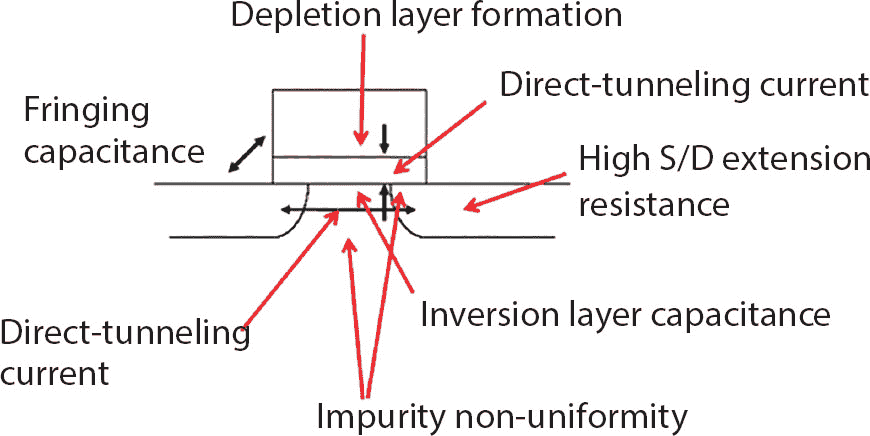 Depletion layer formation
Direct-tunneling current
Fringing
capacitance
High S/D extension
resistance
Inversion layer capacitance
Direct-tunneling
current
Impurity non-uniformity